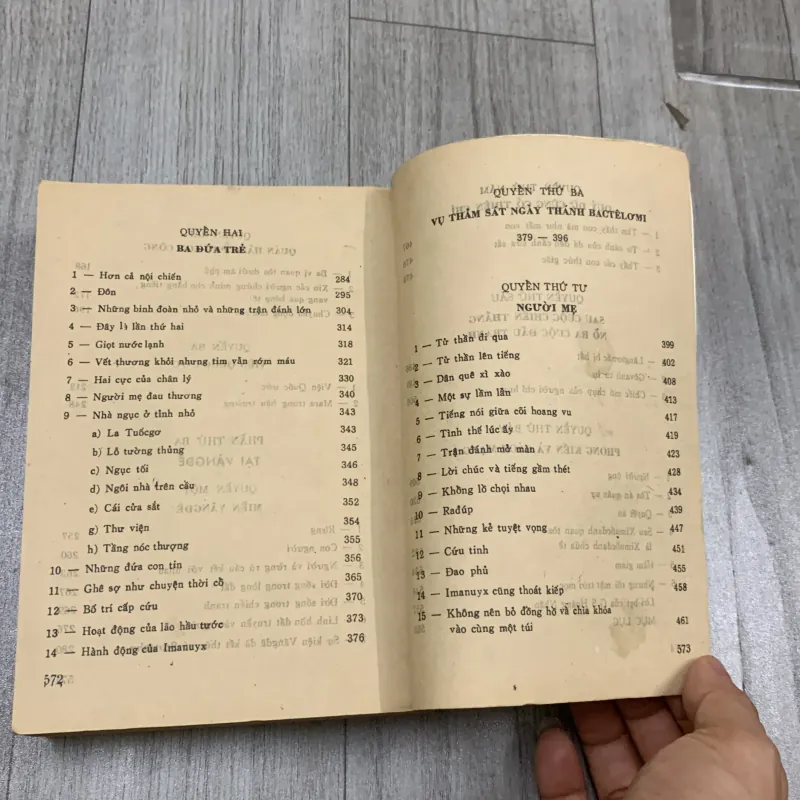 QUYỀN HAI
BA ĐỨA TRẺ
1 — Hơn cả nội chiến 284
2 — Đôn 295
3 — Những binh đoàn nhỏ và những trận đánh lớn 304
4 — Đây là lần thứ hai 314
5 — Giọt nước lạnh 318
6 — Vết thương khỏi nhưng tim vẫn rớm máu 321
7 — Hai cực của chân lý 330
8 — Người mẹ đau thương 340
9 — Nhà ngục ở tỉnh nhỏ 343
a) La Tuốcgơ 343
b) Lỗ tường thủng 345
c) Ngục tối 346
d) Ngôi nhà trên cầu 348
e) Cái cửa sắt 352
g) Thư viện 354
h) Tầng nóc thượng 355
10 — Những đứa con tin 356
11 — Ghê sợ như chuyện thời cổ 365
12 — Bố trí cấp cứu 370
13 — Hoạt động của lão hầu tước 373
14 — Hành động của Imanuyx 376
572
QUYỀN THỨ BA
VỤ THẢM SÁT NGÀY THÁNH BACTÊLƠMI
379 — 396
QUYỀN THỨ TƯ
NGƯỜI MẸ
1 — Tử thần đi qua 399
2 — Tử thần lên tiếng 402
3 — Dân quê xì xào 408
4 — Một sự lầm lẫn 413
5 — Tiếng nói giữa cõi hoang vu 417
6 — Tình thế lúc ấy 419
7 — Trận đánh mở màn 423
8 — Lời chúc và tiếng gầm thét 428
9 — Khổng lồ chọi nhau 434
10 — Rađúp 439
11 — Những kẻ tuyệt vọng 447
12 — Cứu tinh 451
13 — Đao phủ 455
14 — Imanuyx cũng thoát kiếp 458
15 — Không nên bỏ đồng hồ và chìa khóa
vào cùng một túi 461
573